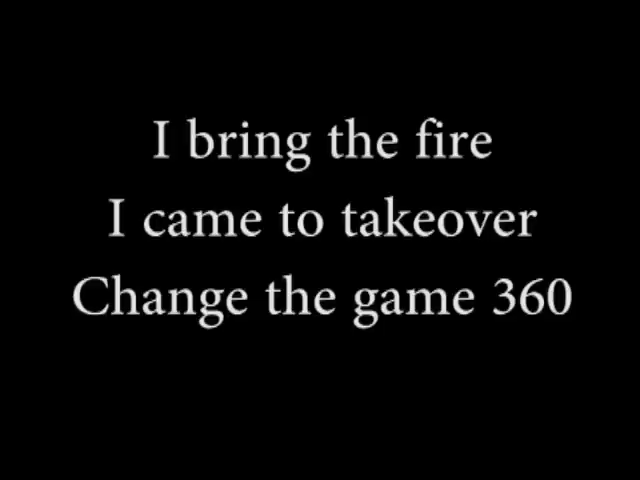 I bring the fire
I came to takeover
Change the game 360